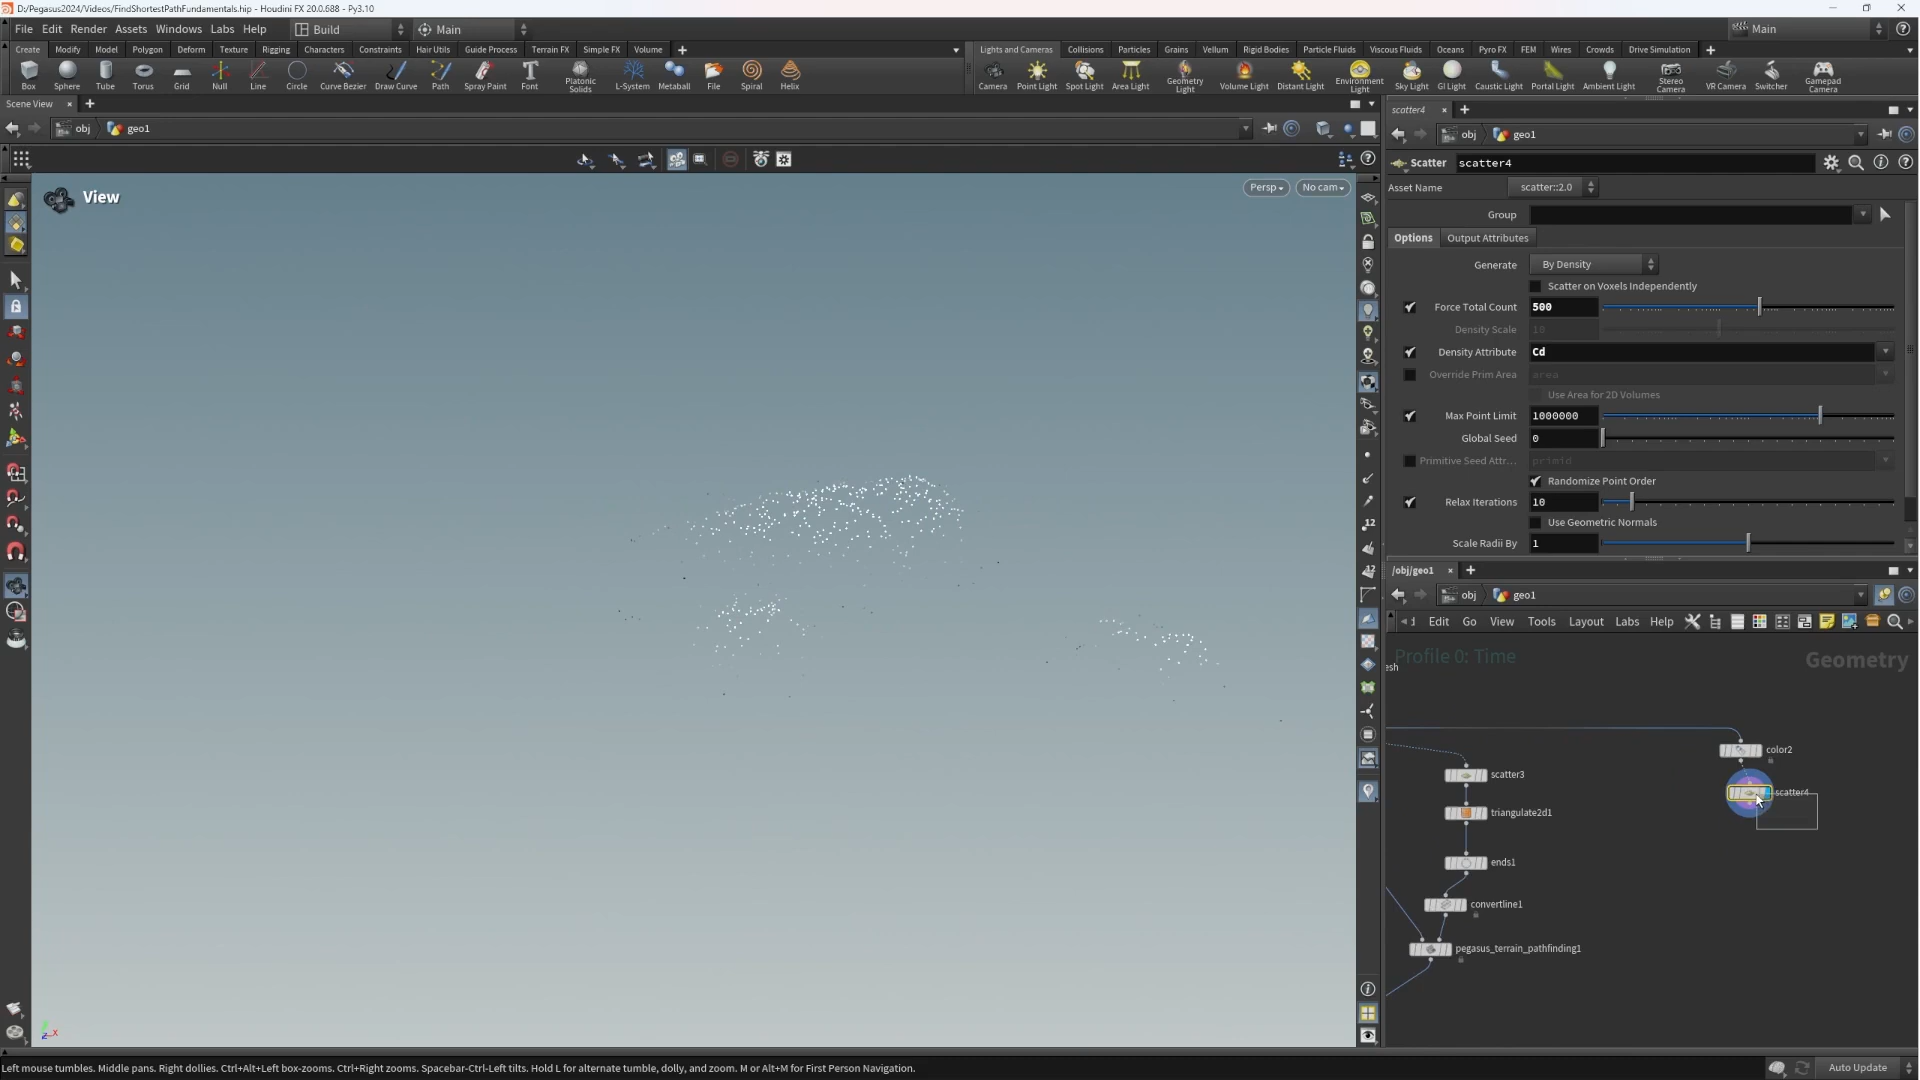 D:/Pegasus2024/Videos/FindShortestPathFundamentals.hip - Houdini FX 20.0.688 - Py3.10
File Edit Render Assets Windows Labs Help Build Main Main
Create Modify Model Polygon Deform Texture Rigging Characters Constraints Hair Utils Guide Process Terrain FX Simple FX Volume
Lights and Cameras Collisions Particles Grains Vellum Rigid Bodies Particle Fluids Viscous Fluids Oceans Pyro FX FEM Wires Crowds Drive Simulation
Box Sphere Tube Torus Grid Null Line Circle Curve Bezier Draw Curve Path Spray Paint Font Platonic Solids L-System Metaball File Spiral Helix
Camera Point Light Spot Light Area Light Geometry Light Volume Light Distant Light Environment Light Sky Light GI Light Caustic Light Portal Light Ambient Light Stereo Camera VR Camera Switcher Gamepad Camera
Scene View
obj geo1
View
Persp No cam
scatter4
obj geo1
Scatter scatter4
Asset Name scatter::2.0
Group
Options Output Attributes
Generate By Density
Scatter on Voxels Independently
Force Total Count 500
Density Scale 10
Density Attribute Cd
Override Prim Area area
Use Area for 2D Volumes
Max Point Limit 1000000
Global Seed 0
Primitive Seed Attr... primid
Randomize Point Order
Relax Iterations 10
Use Geometric Normals
Scale Radii By 1
/obj/geo1
obj geo1
Edit Go View Tools Layout Labs Help
Profile 0: Time
Geometry
esh
color2
scatter3
scatter4
triangulate2d1
ends1
convertline1
pegasus_terrain_pathfinding1
Left mouse tumbles. Middle pans. Right dollies. Ctrl+Alt+Left box-zooms. Ctrl+Right zooms. Spacebar-Ctrl-Left tilts. Hold L for alternate tumble, dolly, and zoom. M or Alt+M for First Person Navigation.
Auto Update